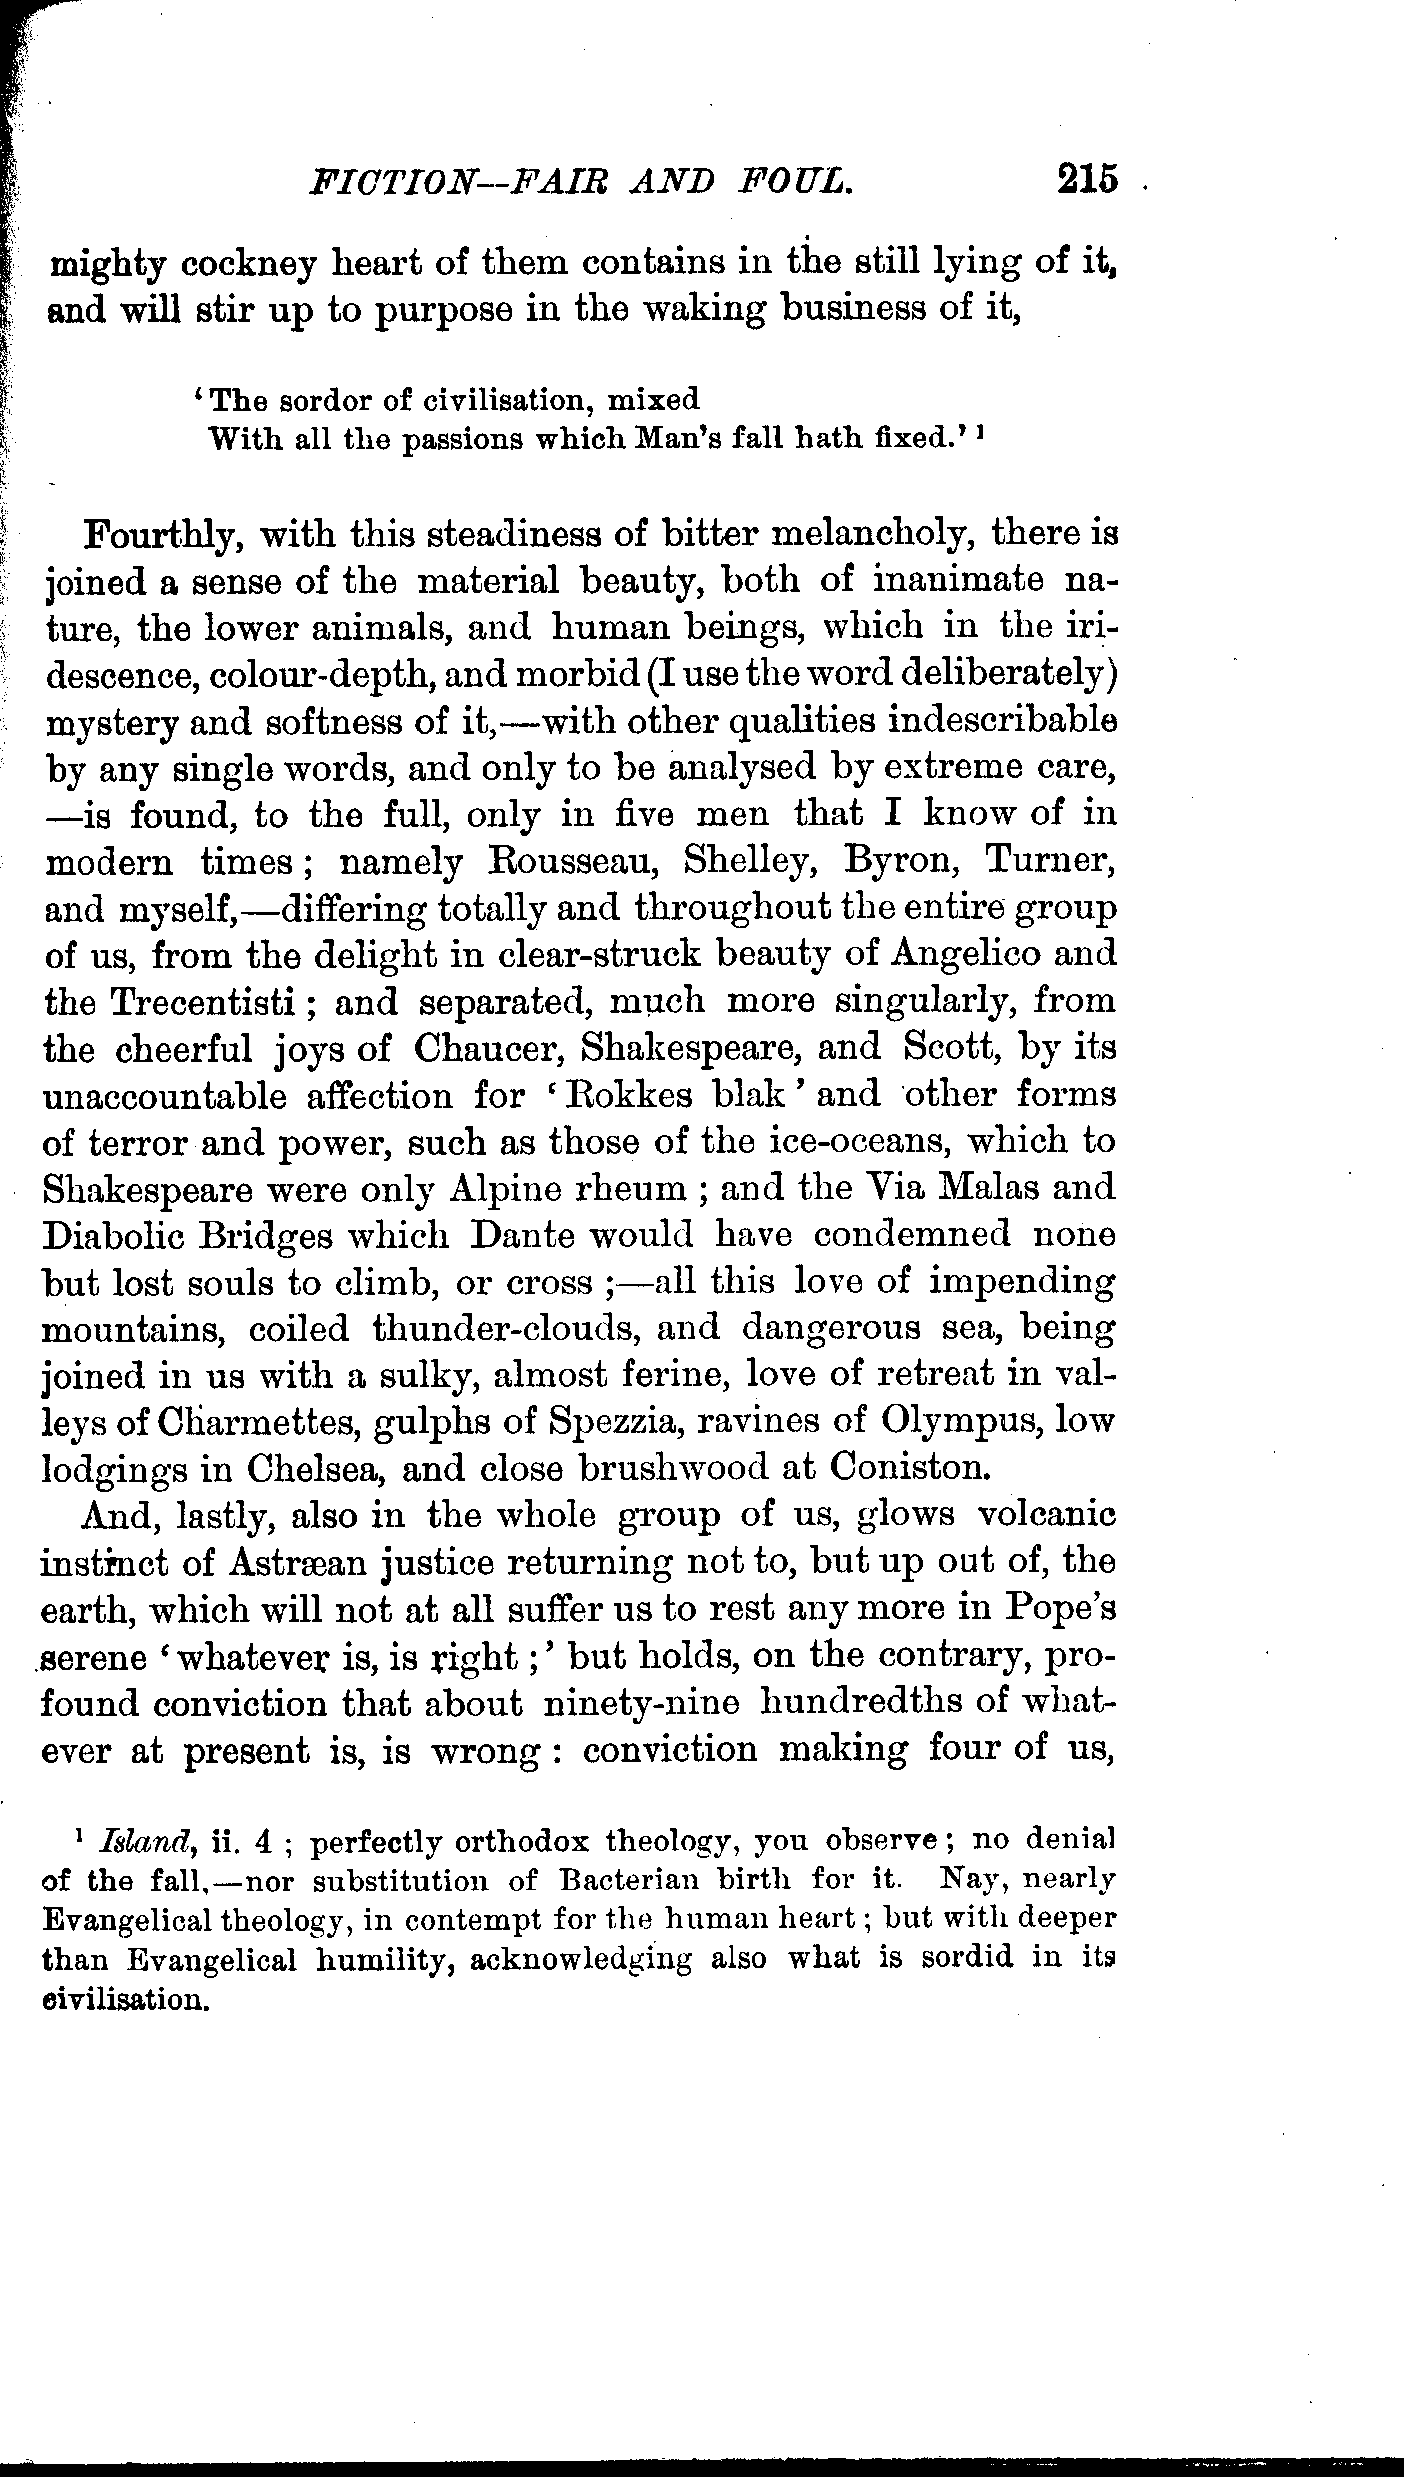 FICTION—FAIR AND FOUL. 215
mighty cockney heart of them contains in the still lying of it,
and will stir up to purpose in the waking business of it,
‘The sordor of civilisation, mixed
With all the passions which Man’s fall hath fixed.’ 1
Fourthly, with this steadiness of bitter melancholy, there is
joined a sense of the material beauty, both of inanimate na-
ture, the lower animals, and human beings, which in the iri-
descence, colour-depth, and morbid (I use the word deliberately)
mystery and softness of it,—with other qualities indescribable
by any single words, and only to be analysed by extreme care,
—is found, to the full, only in five men that I know of in
modern times; namely Rousseau, Shelley, Byron, Turner,
and myself,—differing totally and throughout the entire group
of us, from the delight in clear-struck beauty of Angelico and
the Trecentisti; and separated, much more singularly, from
the cheerful joys of Chaucer, Shakespeare, and Scott, by its
unaccountable affection for ‘Rokkes blak’ and other forms
of terror and power, such as those of the ice-oceans, which to
Shakespeare were only Alpine rheum; and the Via Malas and
Diabolic Bridges which Dante would have condemned none
but lost souls to climb, or cross;—all this love of impending
mountains, coiled thunder-clouds, and dangerous sea, being
joined in us with a sulky, almost ferine, love of retreat in val-
leys of Charmettes, gulphs of Spezzia, ravines of Olympus, low
lodgings in Chelsea, and close brushwood at Coniston.
And, lastly, also in the whole group of us, glows volcanic
instinct of Astræan justice returning not to, but up out of, the
earth, which will not at all suffer us to rest any more in Pope’s
serene ‘whatever is, is right;’ but holds, on the contrary, pro-
found conviction that about ninety-nine hundredths of what-
ever at present is, is wrong: conviction making four of us,
1 Island, ii. 4; perfectly orthodox theology, you observe; no denial
of the fall,—nor substitution of Bacterian birth for it. Nay, nearly
Evangelical theology, in contempt for the human heart; but with deeper
than Evangelical humility, acknowledging also what is sordid in its
civilisation.